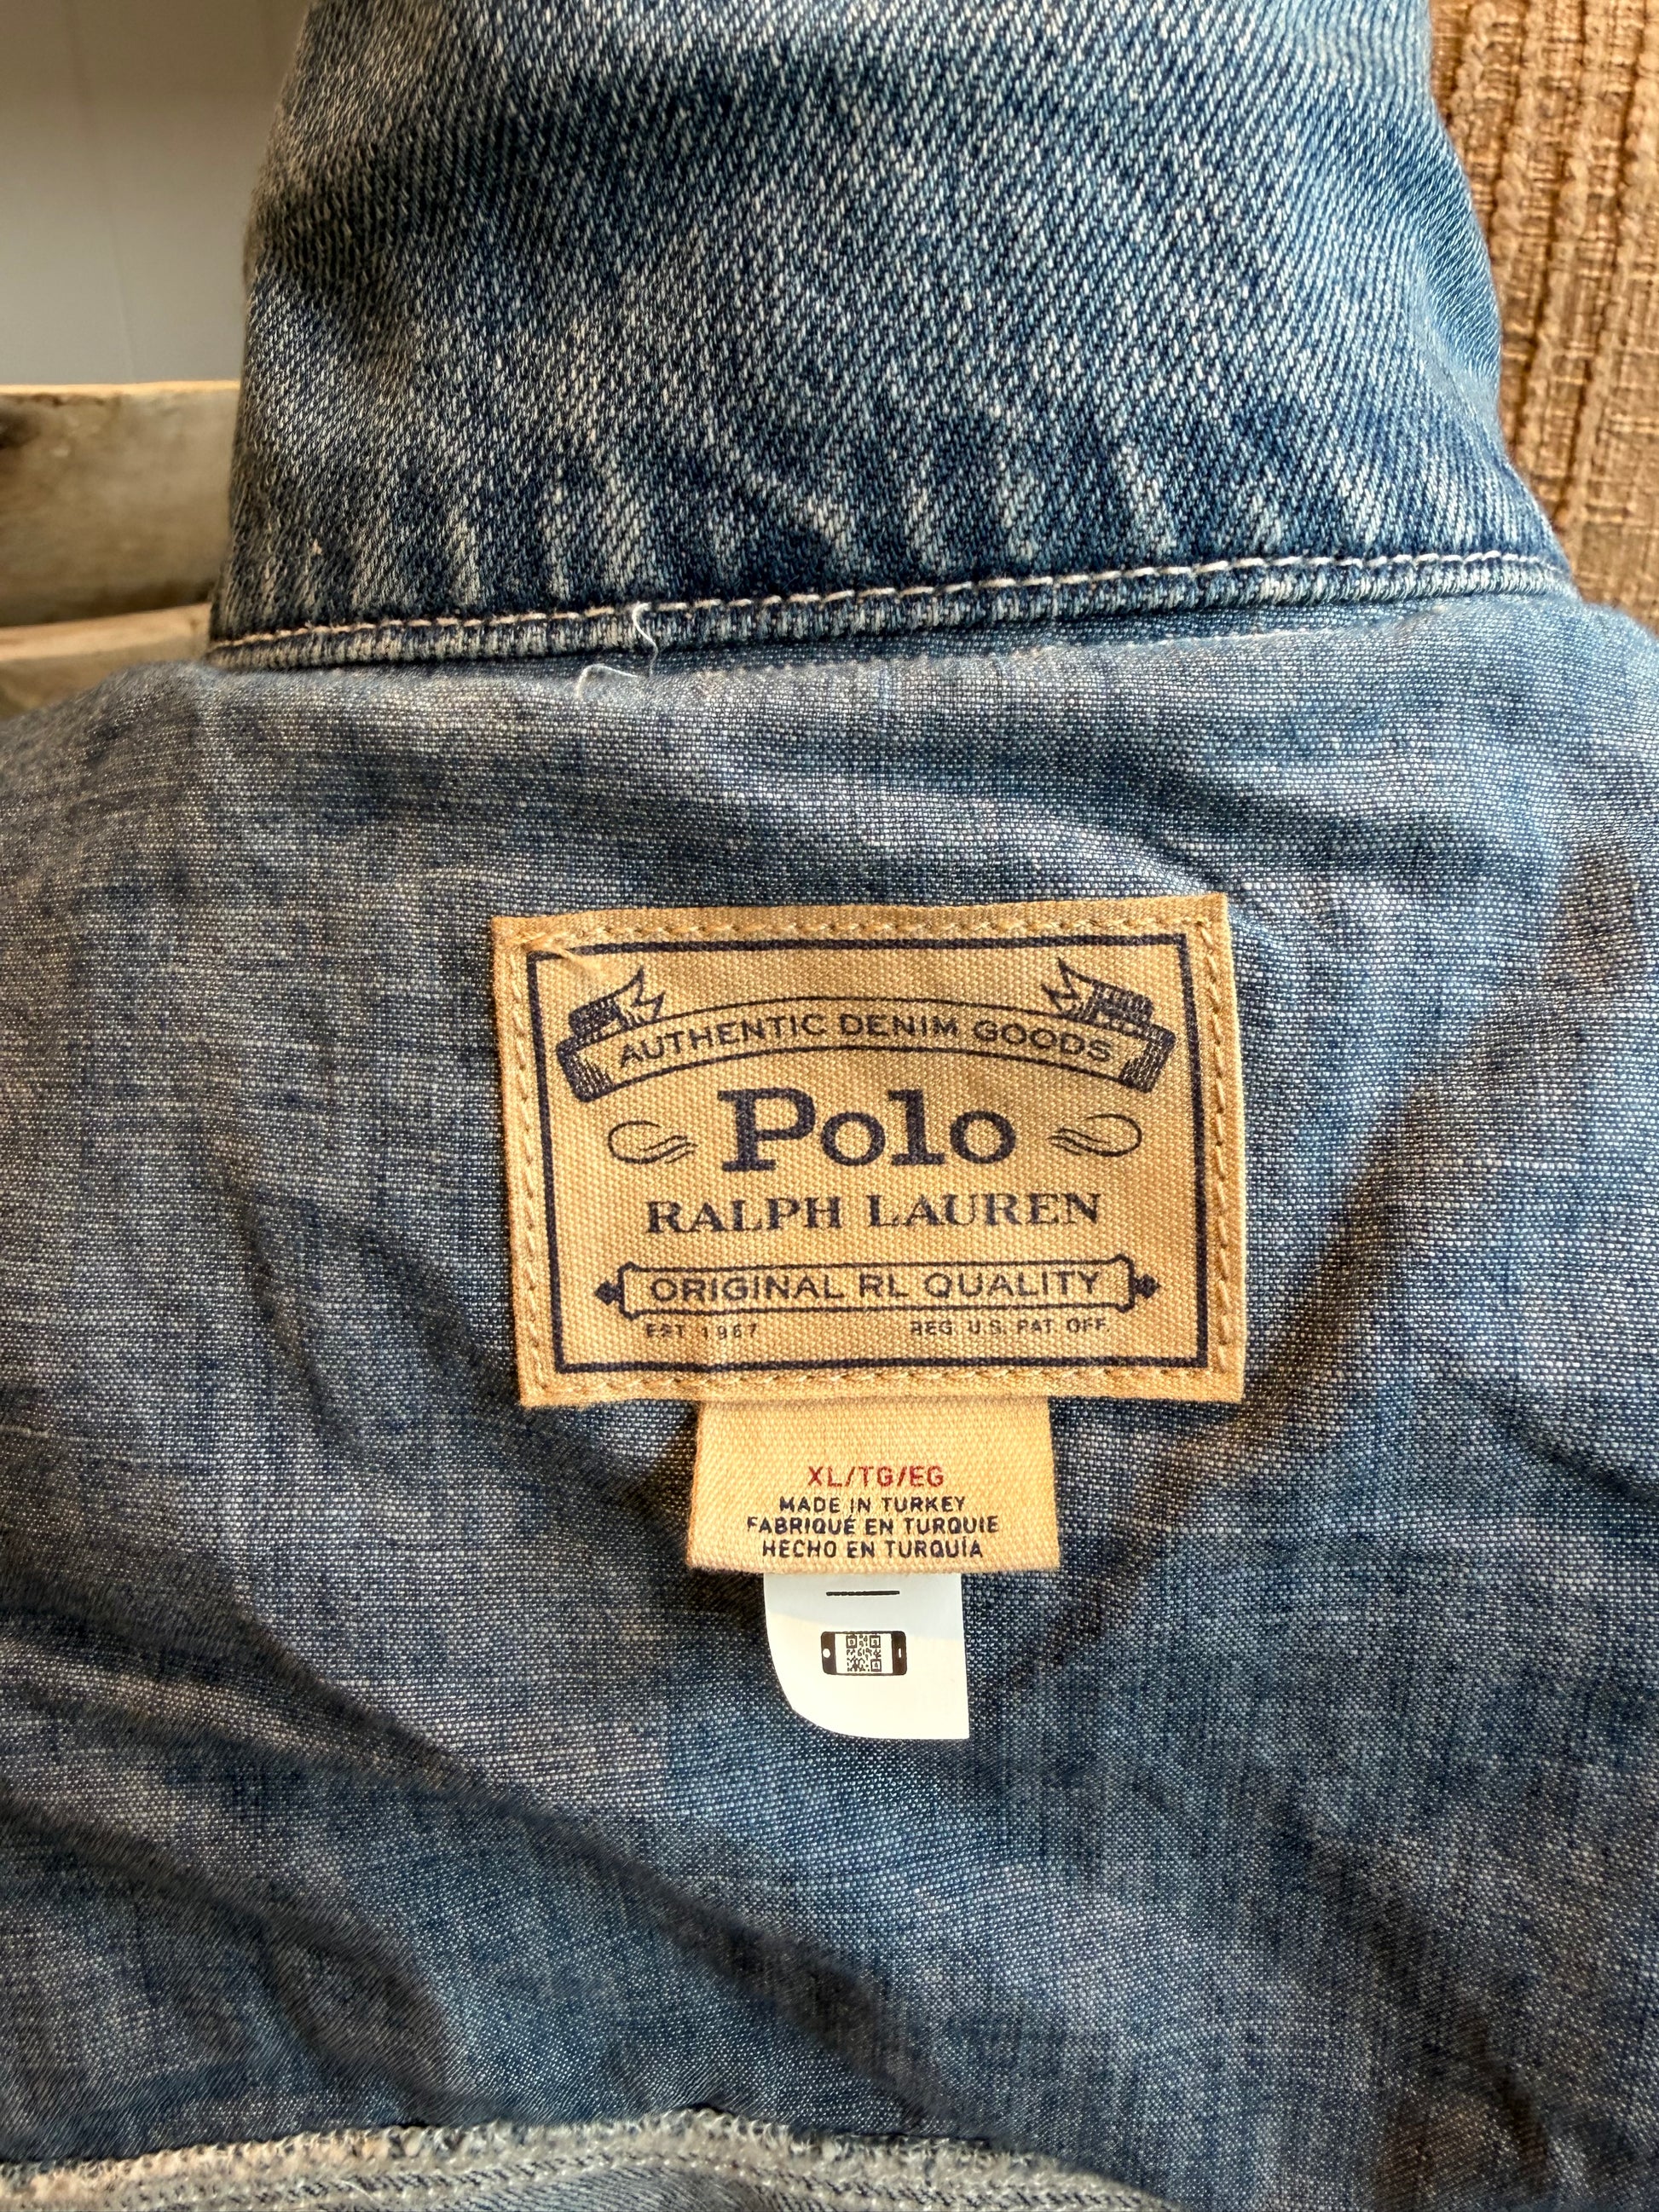 AUTHENTIC DENIM GOODS
Polo
RALPH LAUREN
ORIGINAL RL QUALITY
EST 1967 REG. U.S. PAT. OFF.
XL/TG/EG
MADE IN TURKEY
FABRIQUÉ EN TURQUIE
HECHO EN TURQUÍA